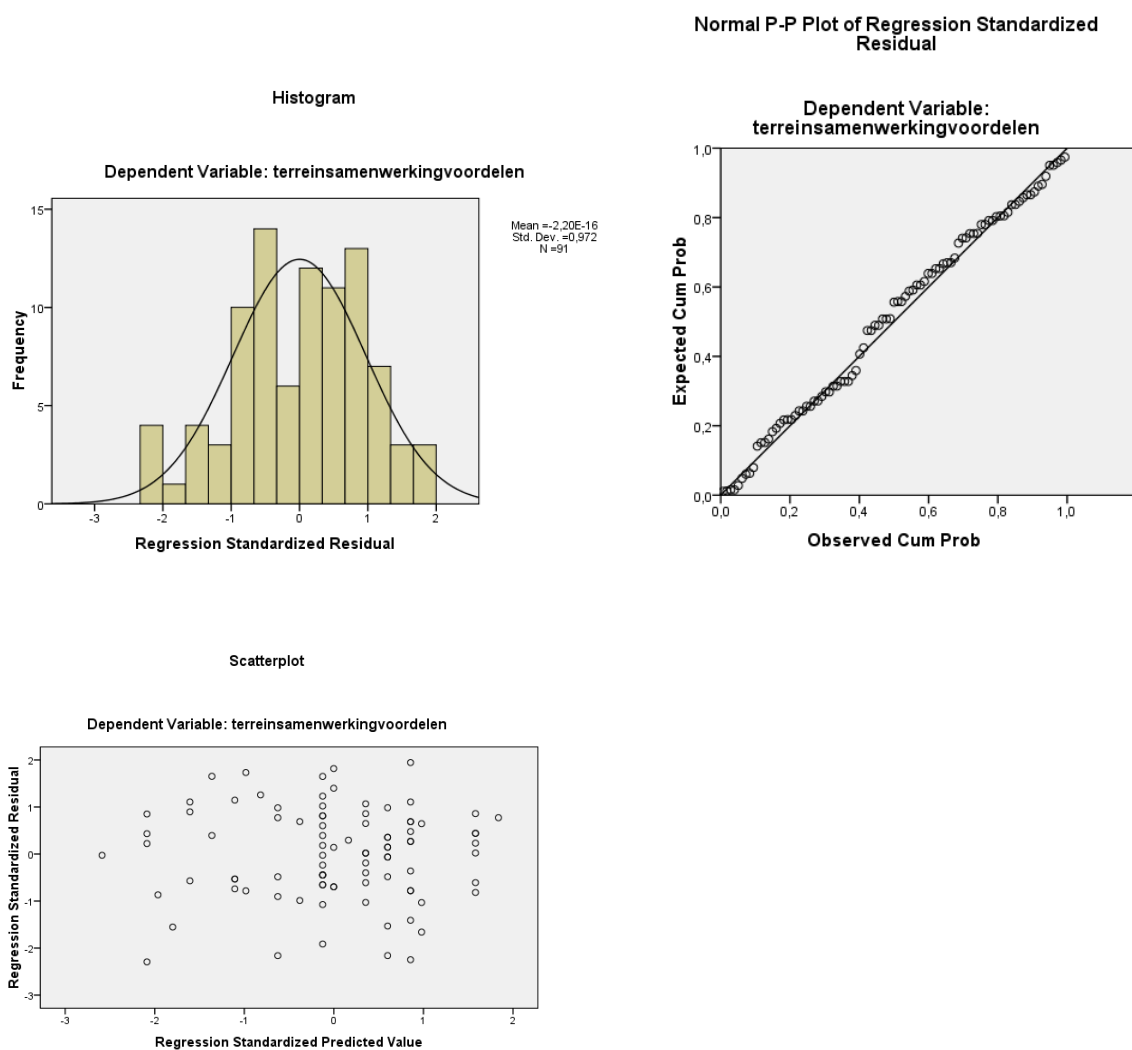 Histogram
Dependent Variable: terreinsamenwerkingvoordelen
Mean =-2,20E-16
Std. Dev. =0,972
N =91
15
10
5
0
Frequency
-3 -2 -1 0 1 2
Regression Standardized Residual
Normal P-P Plot of Regression Standardized
Residual
Dependent Variable:
terreinsamenwerkingvoordelen
1,0
0,8
0,6
0,4
0,2
0,0
Expected Cum Prob
0,0 0,2 0,4 0,6 0,8 1,0
Observed Cum Prob
Scatterplot
Dependent Variable: terreinsamenwerkingvoordelen
2
1
0
-1
-2
-3
Regression Standardized Residual
-3 -2 -1 0 1 2
Regression Standardized Predicted Value